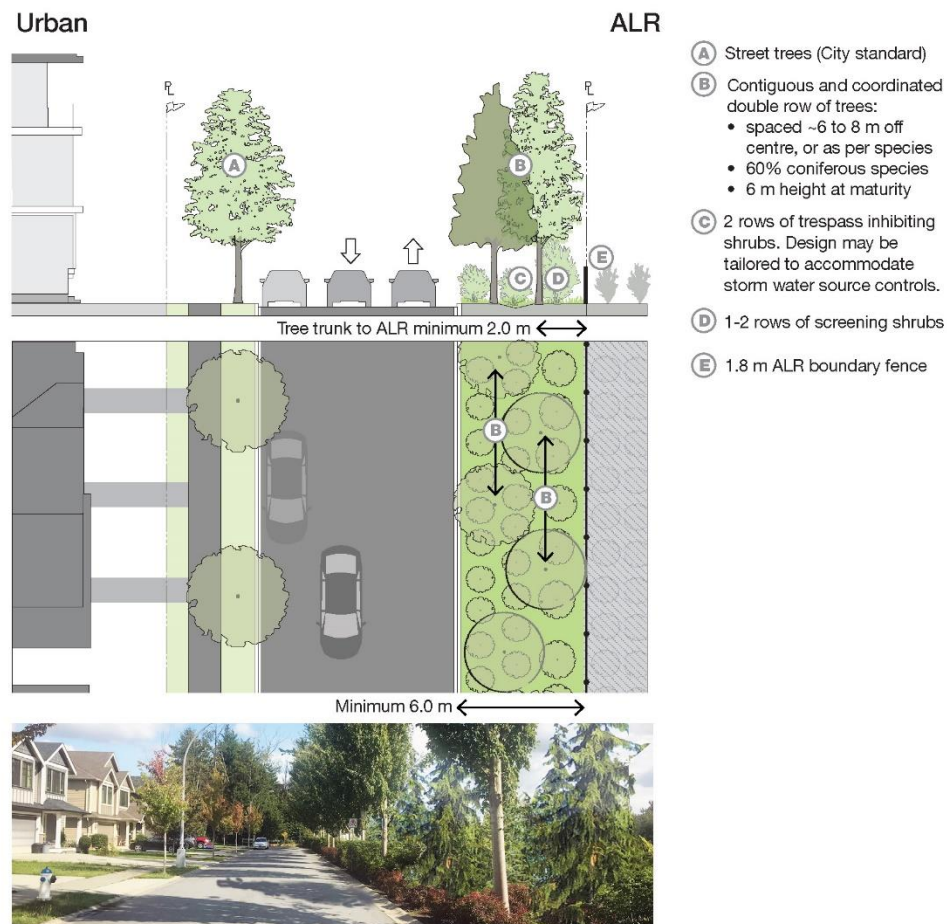 Urban
ALR
PL
PL
A
B
C
D
E
A Street trees (City standard)
B Contiguous and coordinated
double row of trees:
• spaced ~6 to 8 m off
centre, or as per species
• 60% coniferous species
• 6 m height at maturity
C 2 rows of trespass inhibiting
shrubs. Design may be
tailored to accommodate
storm water source controls.
D 1-2 rows of screening shrubs
E 1.8 m ALR boundary fence
Tree trunk to ALR minimum 2.0 m
B
B
Minimum 6.0 m